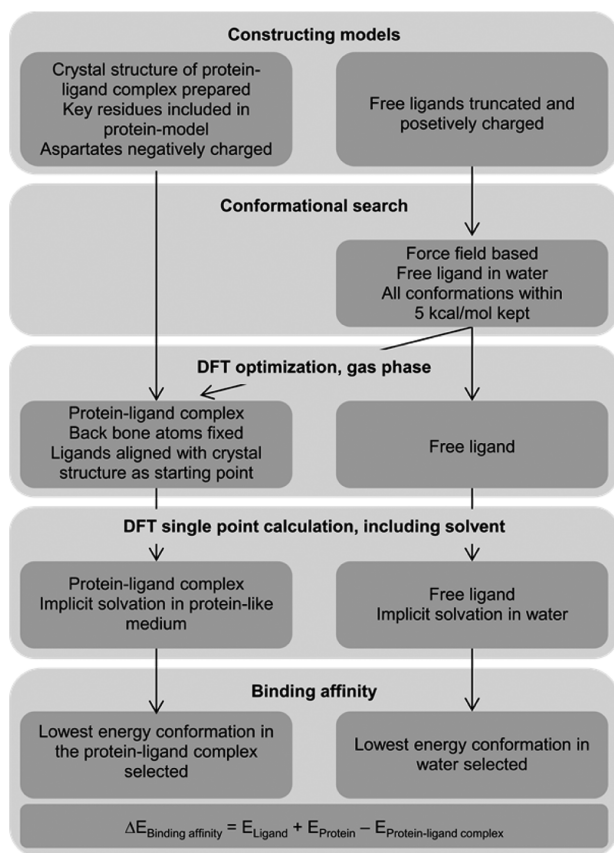 Constructing models
Crystal structure of protein-
ligand complex prepared
Key residues included in
protein-model
Aspartates negatively charged
Free ligands truncated and
posetively charged
Conformational search
Force field based
Free ligand in water
All conformations within
5 kcal/mol kept
DFT optimization, gas phase
Protein-ligand complex
Back bone atoms fixed
Ligands aligned with crystal
structure as starting point
Free ligand
DFT single point calculation, including solvent
Protein-ligand complex
Implicit solvation in protein-like
medium
Free ligand
Implicit solvation in water
Binding affinity
Lowest energy conformation in
the protein-ligand complex
selected
Lowest energy conformation in
water selected
ΔE Binding affinity = E Ligand + E Protein – E Protein-ligand complex